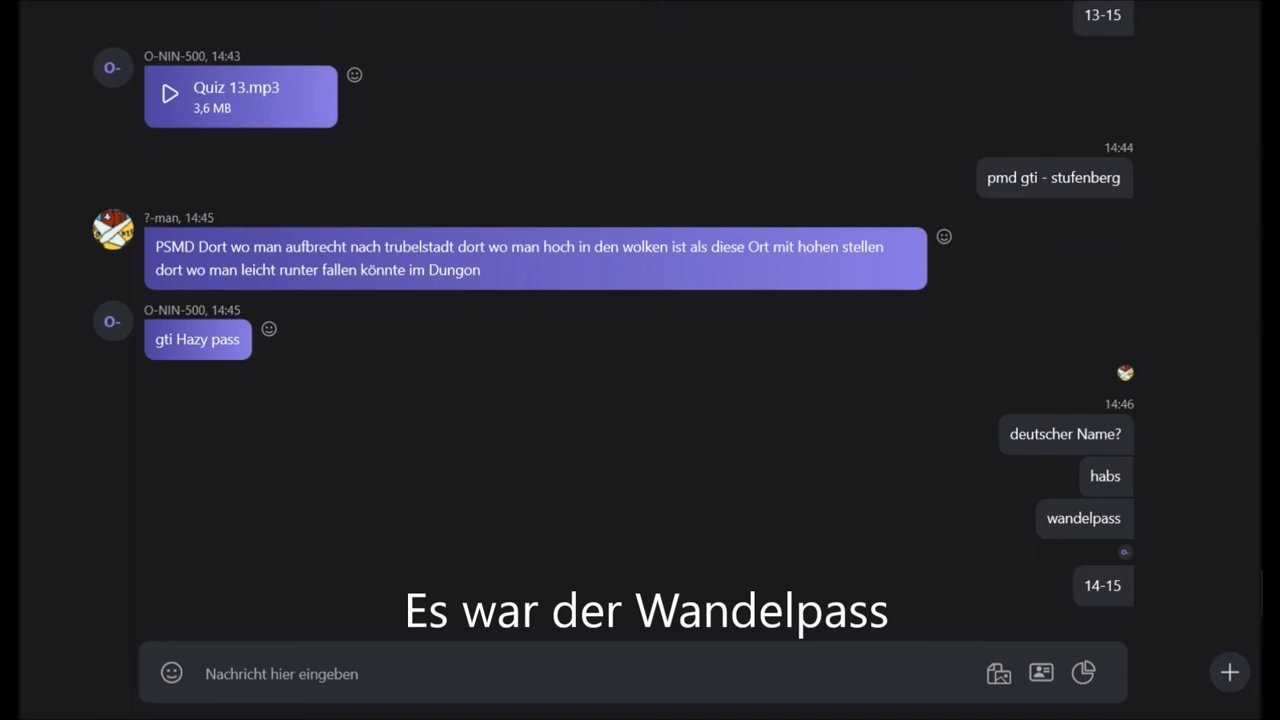 13-15
O-NIN-500, 14:43
O-
Quiz 13.mp3
3,6 MB
14:44
pmd gti - stufenberg
?-man, 14:45
PSMD Dort wo man aufbrecht nach trubelstadt dort wo man hoch in den wolken ist als diese Ort mit hohen stellen
dort wo man leicht runter fallen könnte im Dungon
O-NIN-500, 14:45
O-
gti Hazy pass
14:46
deutscher Name?
habs
wandelpass
O-
14-15
Es war der Wandelpass
Nachricht hier eingeben